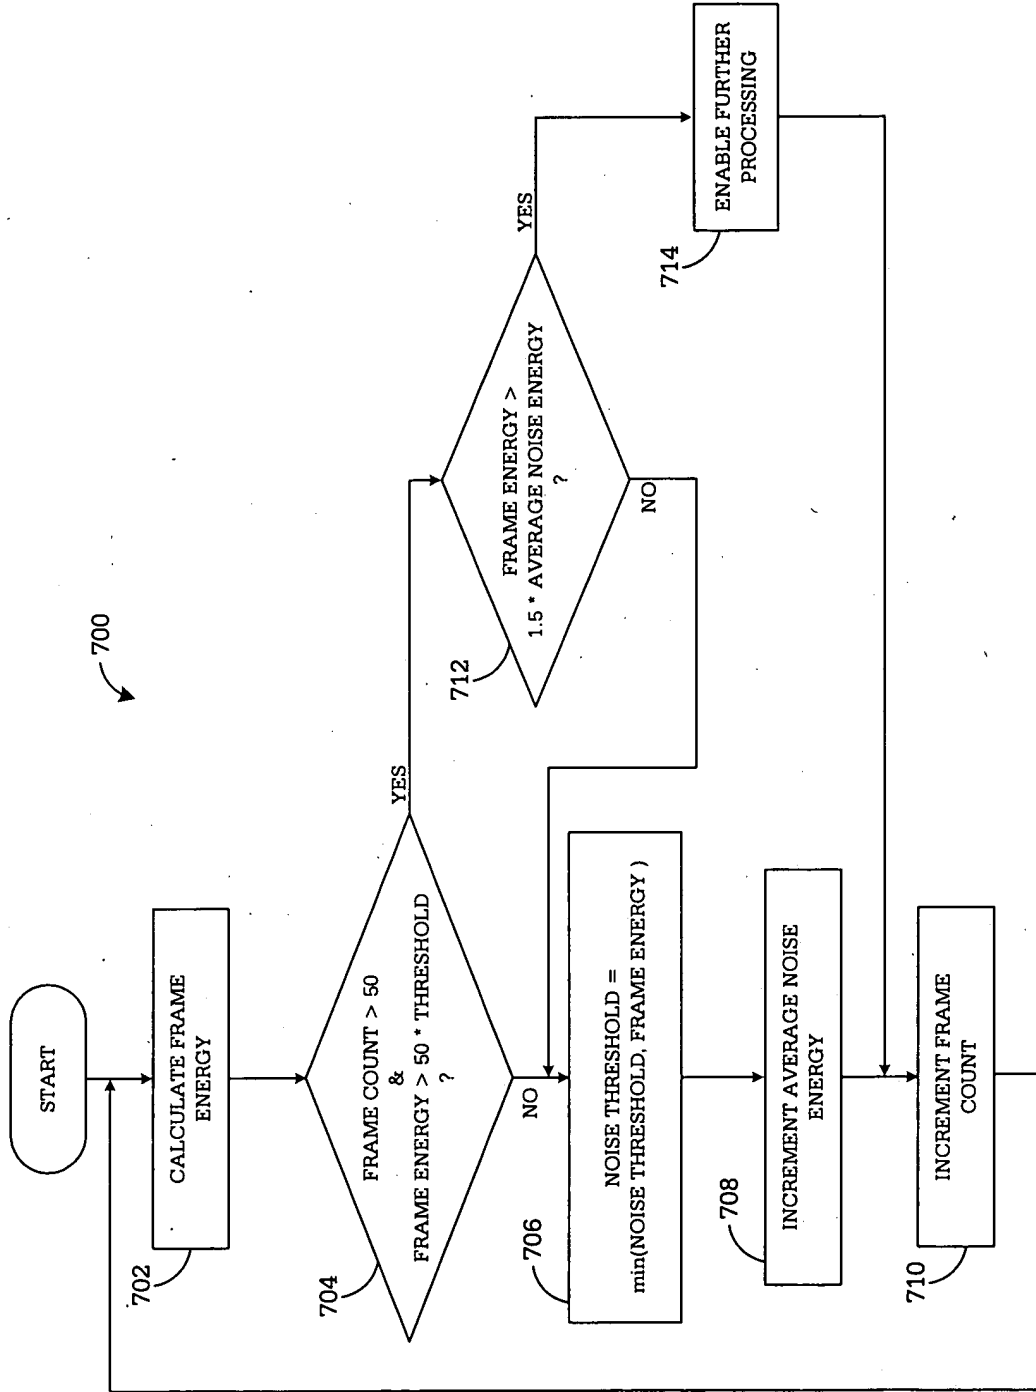 700
START
CALCULATE FRAME
ENERGY
702
FRAME COUNT > 50
&
FRAME ENERGY > 50 * THRESHOLD
?
704
YES
NO
NOISE THRESHOLD =
min(NOISE THRESHOLD, FRAME ENERGY )
706
INCREMENT AVERAGE NOISE
ENERGY
708
INCREMENT FRAME
COUNT
710
FRAME ENERGY >
1.5 * AVERAGE NOISE ENERGY
?
712
YES
NO
ENABLE FURTHER
PROCESSING
714